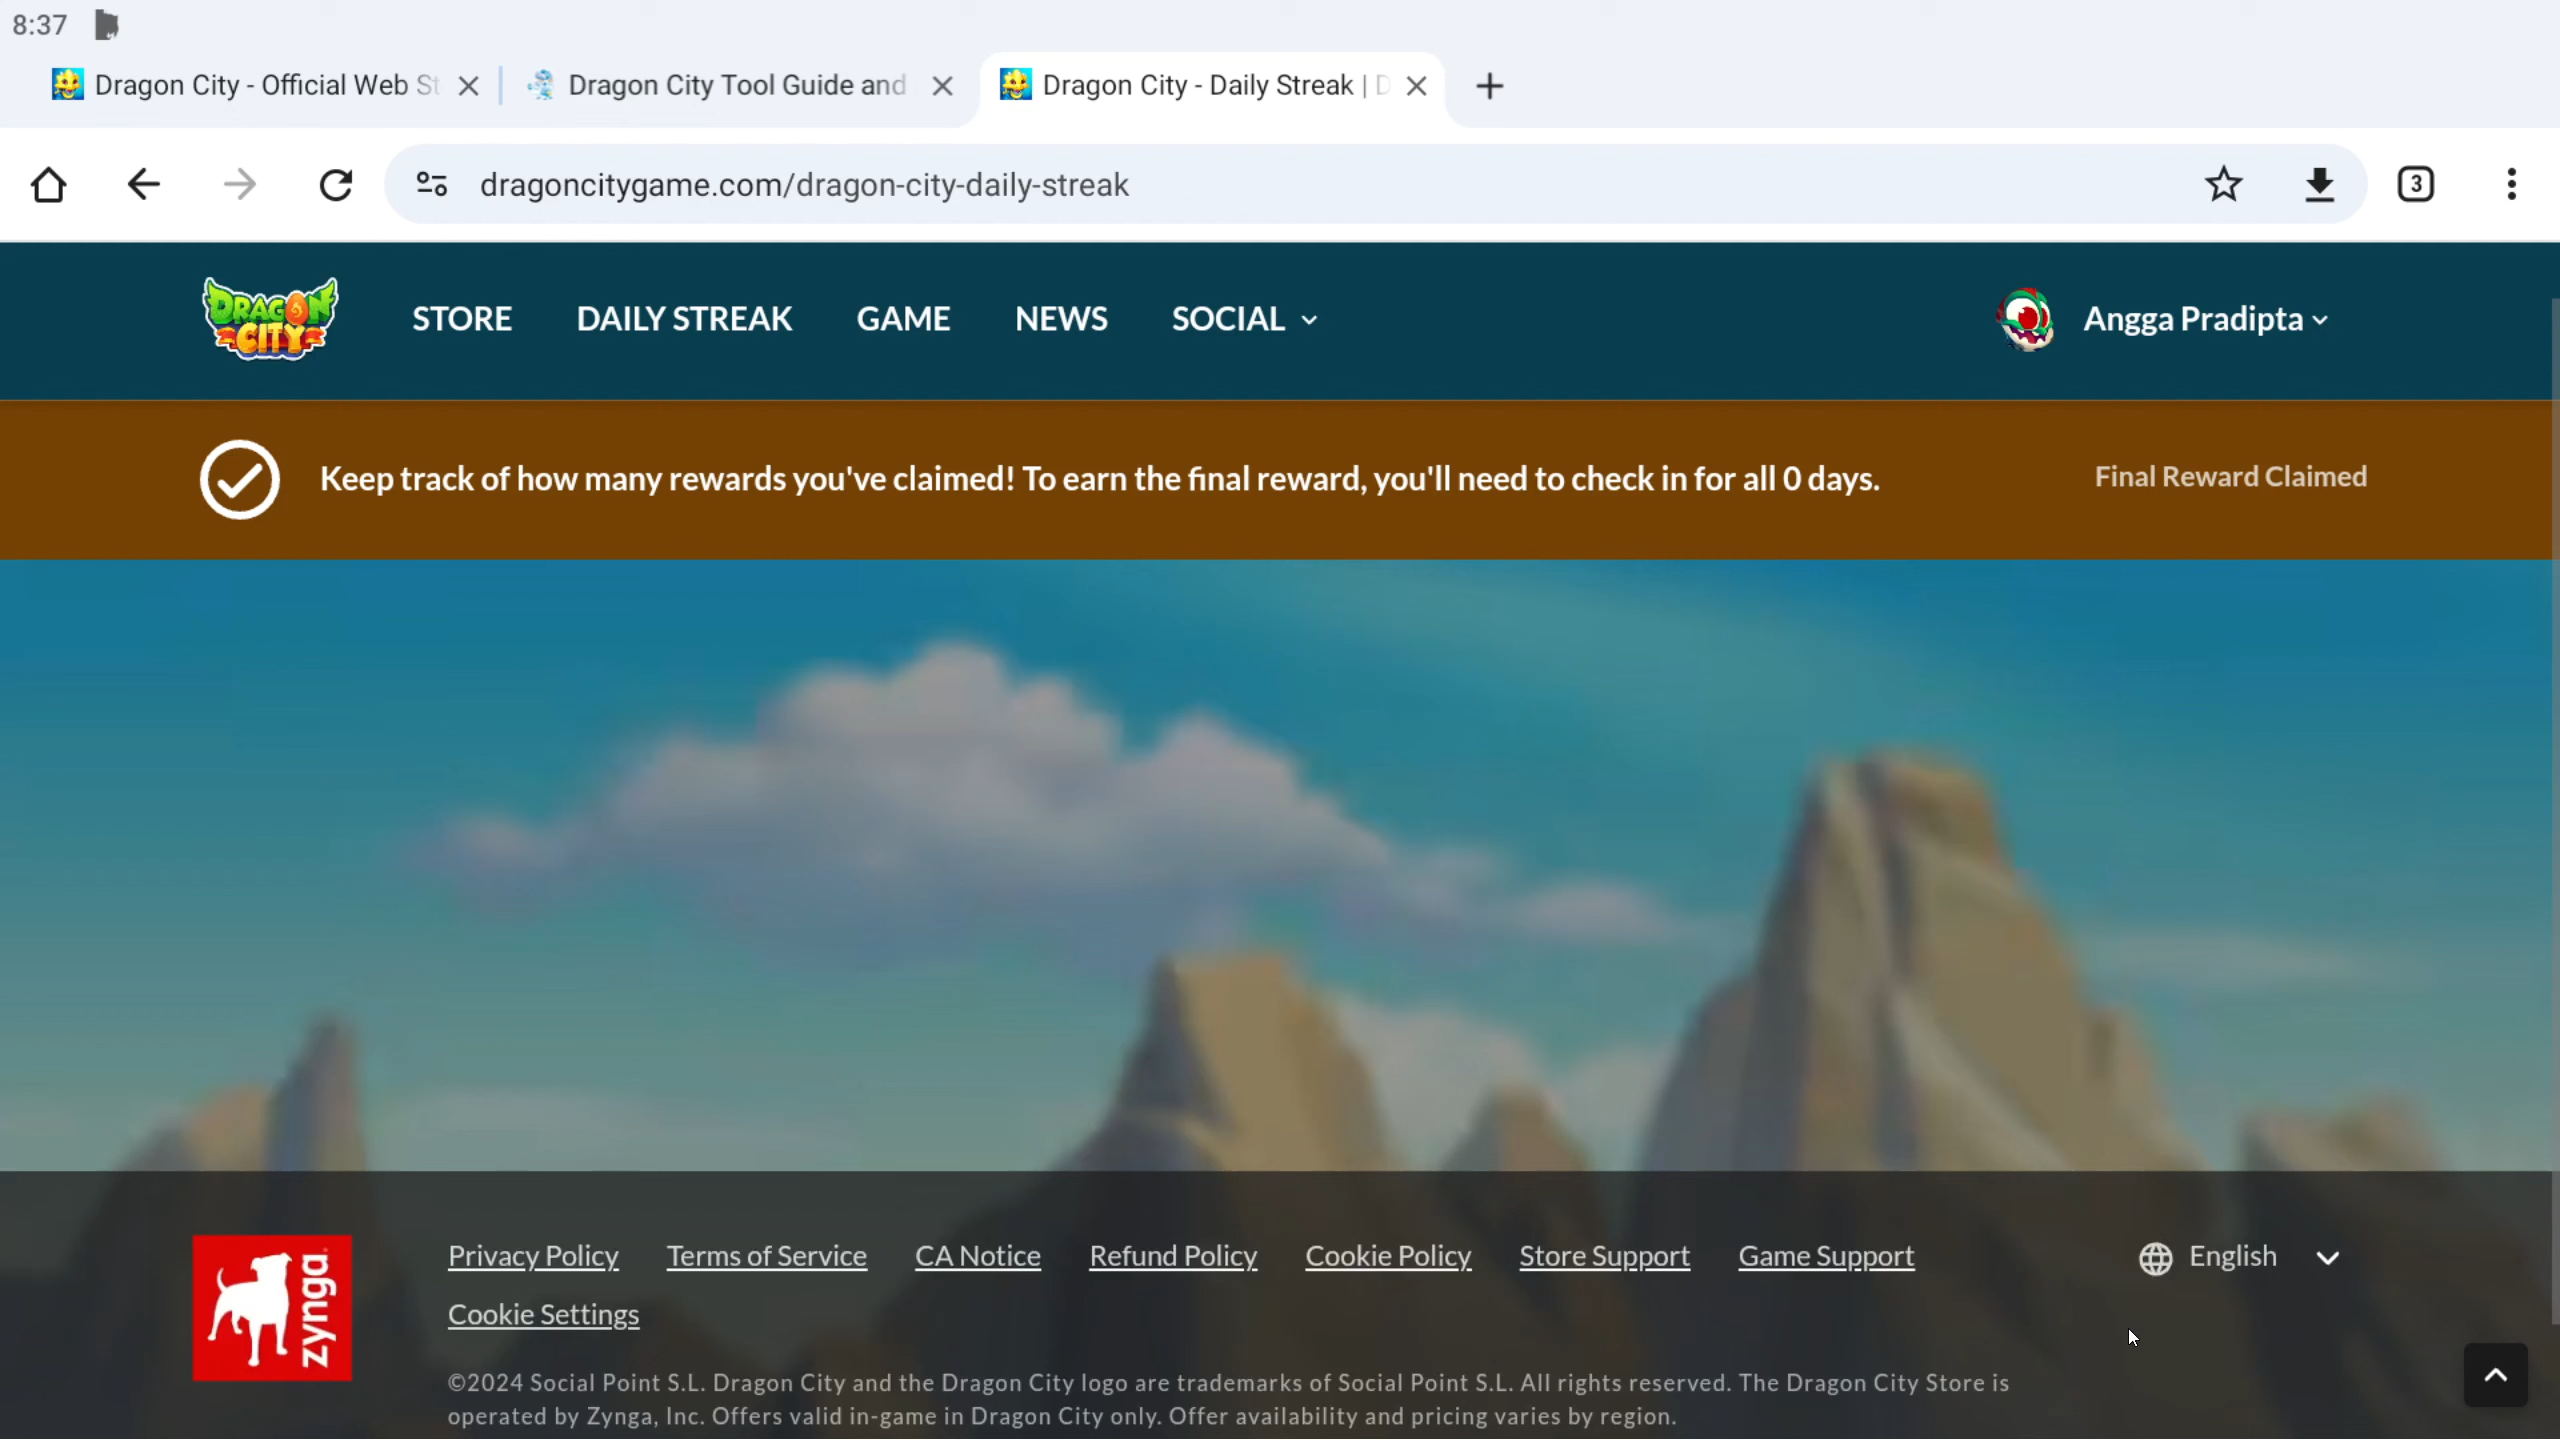 8:37
Dragon City - Official Web St
Dragon City Tool Guide and
Dragon City - Daily Streak | D
dragoncitygame.com/dragon-city-daily-streak
3
DRAGON CITY
STORE
DAILY STREAK
GAME
NEWS
SOCIAL
Angga Pradipta
Keep track of how many rewards you've claimed! To earn the final reward, you'll need to check in for all 0 days.
Final Reward Claimed
zynga
Privacy Policy
Terms of Service
CA Notice
Refund Policy
Cookie Policy
Store Support
Game Support
Cookie Settings
English
©2024 Social Point S.L. Dragon City and the Dragon City logo are trademarks of Social Point S.L. All rights reserved. The Dragon City Store is
operated by Zynga, Inc. Offers valid in-game in Dragon City only. Offer availability and pricing varies by region.